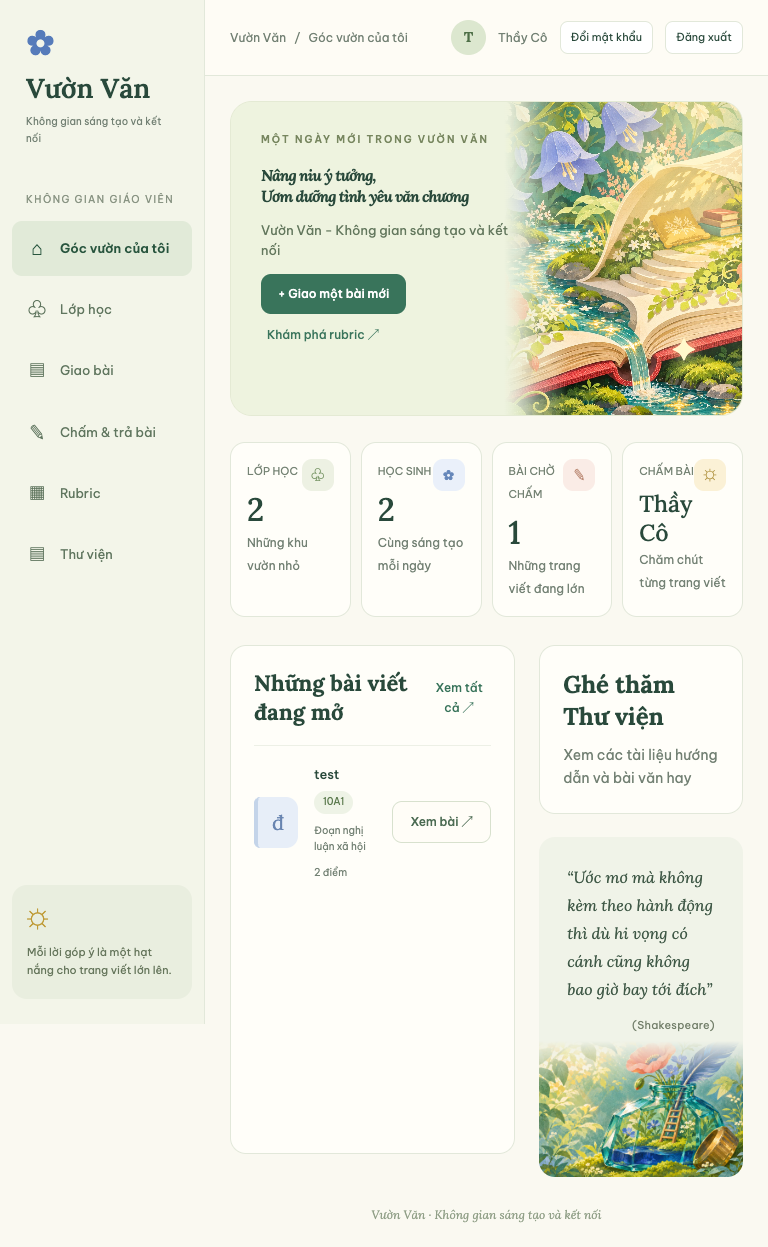 Vườn Văn
Không gian sáng tạo và kết
nối
KHÔNG GIAN GIÁO VIÊN
Góc vườn của tôi
Lớp học
Giao bài
Chấm & trả bài
Rubric
Thư viện
Mỗi lời góp ý là một hạt
nắng cho trang viết lớn lên.
Vườn Văn / Góc vườn của tôi
T
Thầy Cô
Đổi mật khẩu
Đăng xuất
MỘT NGÀY MỚI TRONG VƯỜN VĂN
Nâng niu ý tưởng,
Ươm dưỡng tình yêu văn chương
Vườn Văn – Không gian sáng tạo và kết
nối
+ Giao một bài mới
Khám phá rubric ↗
LỚP HỌC
2
Những khu
vườn nhỏ
HỌC SINH
2
Cùng sáng tạo
mỗi ngày
BÀI CHỜ
CHẤM
1
Những trang
viết đang lớn
CHẤM BÀI
Thầy
Cô
Chăm chút
từng trang viết
Những bài viết
đang mở
Xem tất
cả ↗
đ
test
10A1
Đoạn nghị
luận xã hội
2 điểm
Xem bài ↗
Ghé thăm
Thư viện
Xem các tài liệu hướng
dẫn và bài văn hay
“Ước mơ mà không
kèm theo hành động
thì dù hi vọng có
cánh cũng không
bao giờ bay tới đích”
(Shakespeare)
Vườn Văn · Không gian sáng tạo và kết nối